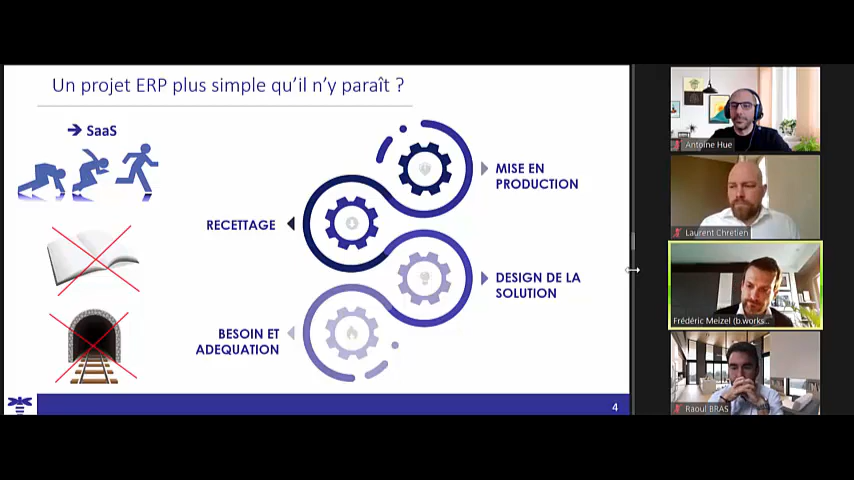 Un projet ERP plus simple qu'il n'y paraît ?
➔ SaaS
MISE EN
PRODUCTION
RECETTAGE
DESIGN DE LA
SOLUTION
BESOIN ET
ADEQUATION
4
Antoine Hue
Laurent Chretien
Frédéric Meizel (b.works...
Raoul BRAS